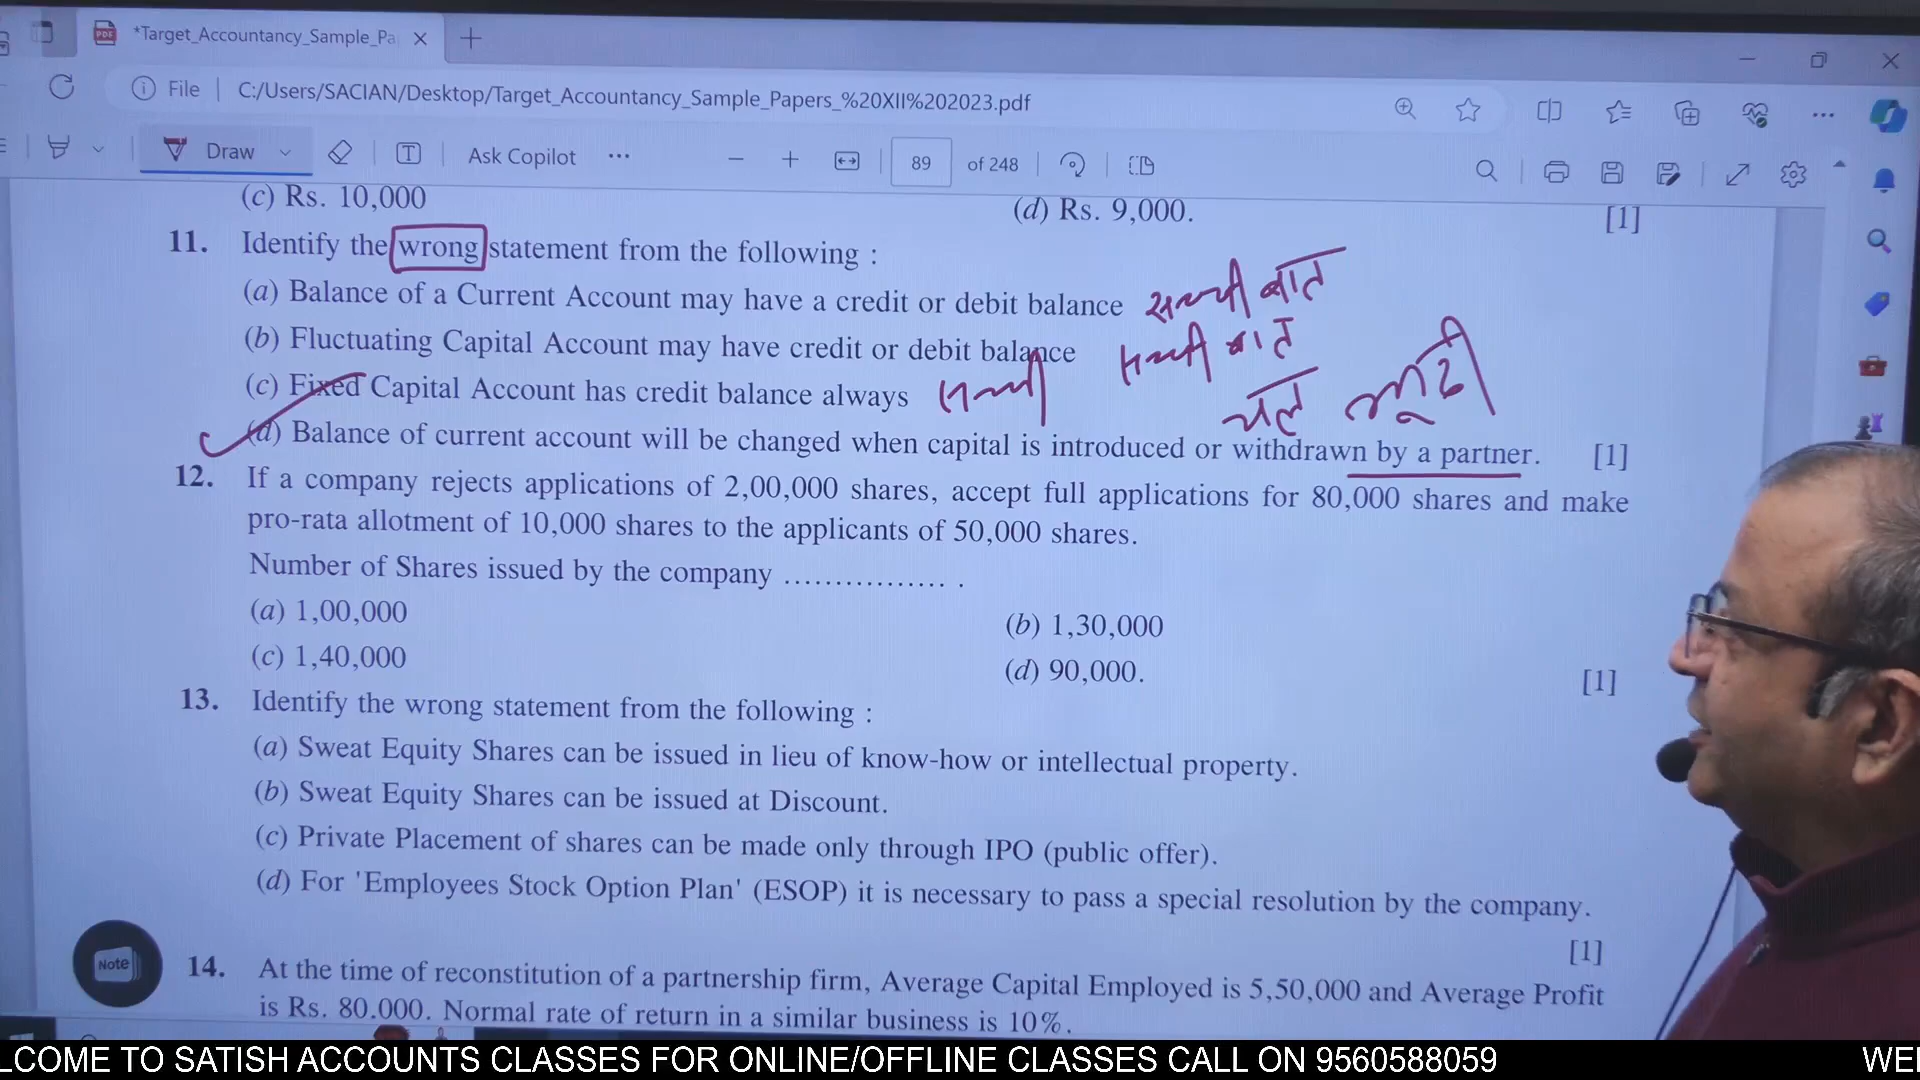 *Target_Accountancy_Sample_Pa
File C:/Users/SACIAN/Desktop/Target_Accountancy_Sample_Papers_%20XII%202023.pdf
Draw Ask Copilot 89 of 248
(c) Rs. 10,000 (d) Rs. 9,000. [1]
11. Identify the wrong statement from the following :
(a) Balance of a Current Account may have a credit or debit balance सच्ची बात
(b) Fluctuating Capital Account may have credit or debit balance सच्ची बात
(c) Fixed Capital Account has credit balance always सच्ची
चल झूठी
(d) Balance of current account will be changed when capital is introduced or withdrawn by a partner. [1]
12. If a company rejects applications of 2,00,000 shares, accept full applications for 80,000 shares and make
pro-rata allotment of 10,000 shares to the applicants of 50,000 shares.
Number of Shares issued by the company ................ .
(a) 1,00,000 (b) 1,30,000
(c) 1,40,000 (d) 90,000. [1]
13. Identify the wrong statement from the following :
(a) Sweat Equity Shares can be issued in lieu of know-how or intellectual property.
(b) Sweat Equity Shares can be issued at Discount.
(c) Private Placement of shares can be made only through IPO (public offer).
(d) For 'Employees Stock Option Plan' (ESOP) it is necessary to pass a special resolution by the company.
[1]
Note
14. At the time of reconstitution of a partnership firm, Average Capital Employed is 5,50,000 and Average Profit
is Rs. 80.000. Normal rate of return in a similar business is 10%.
LCOME TO SATISH ACCOUNTS CLASSES FOR ONLINE/OFFLINE CLASSES CALL ON 9560588059 WEL